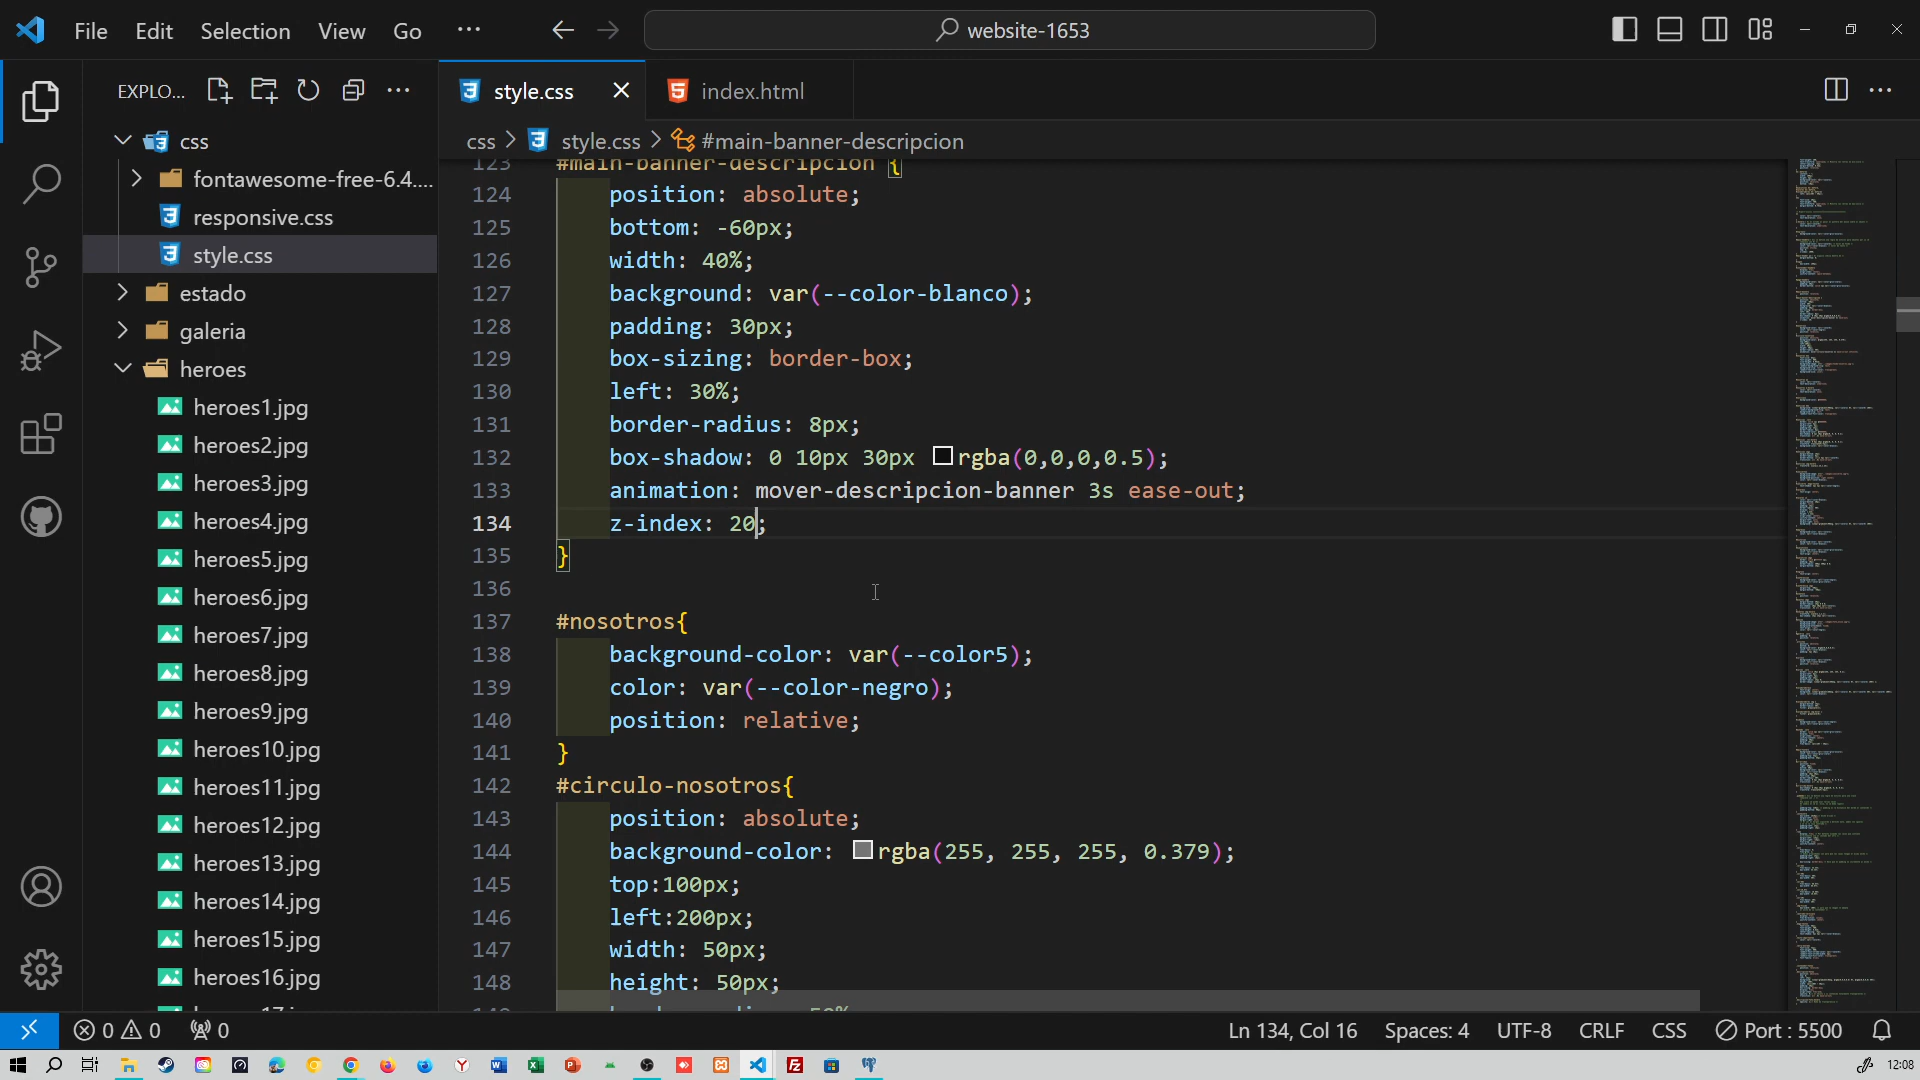 File Edit Selection View Go ...
website-1653
EXPLO...
style.css
index.html
css > style.css > #main-banner-descripcion
css
fontawesome-free-6.4....
responsive.css
style.css
estado
galeria
heroes
heroes1.jpg
heroes2.jpg
heroes3.jpg
heroes4.jpg
heroes5.jpg
heroes6.jpg
heroes7.jpg
heroes8.jpg
heroes9.jpg
heroes10.jpg
heroes11.jpg
heroes12.jpg
heroes13.jpg
heroes14.jpg
heroes15.jpg
heroes16.jpg
123 #main-banner-descripcion {
124 position: absolute;
125 bottom: -60px;
126 width: 40%;
127 background: var(--color-blanco);
128 padding: 30px;
129 box-sizing: border-box;
130 left: 30%;
131 border-radius: 8px;
132 box-shadow: 0 10px 30px rgba(0,0,0,0.5);
133 animation: mover-descripcion-banner 3s ease-out;
134 z-index: 20;
135 }
136
137 #nosotros{
138 background-color: var(--color5);
139 color: var(--color-negro);
140 position: relative;
141 }
142 #circulo-nosotros{
143 position: absolute;
144 background-color: rgba(255, 255, 255, 0.379);
145 top:100px;
146 left:200px;
147 width: 50px;
148 height: 50px;
0 0 0
Ln 134, Col 16 Spaces: 4 UTF-8 CRLF CSS Port : 5500
12:08